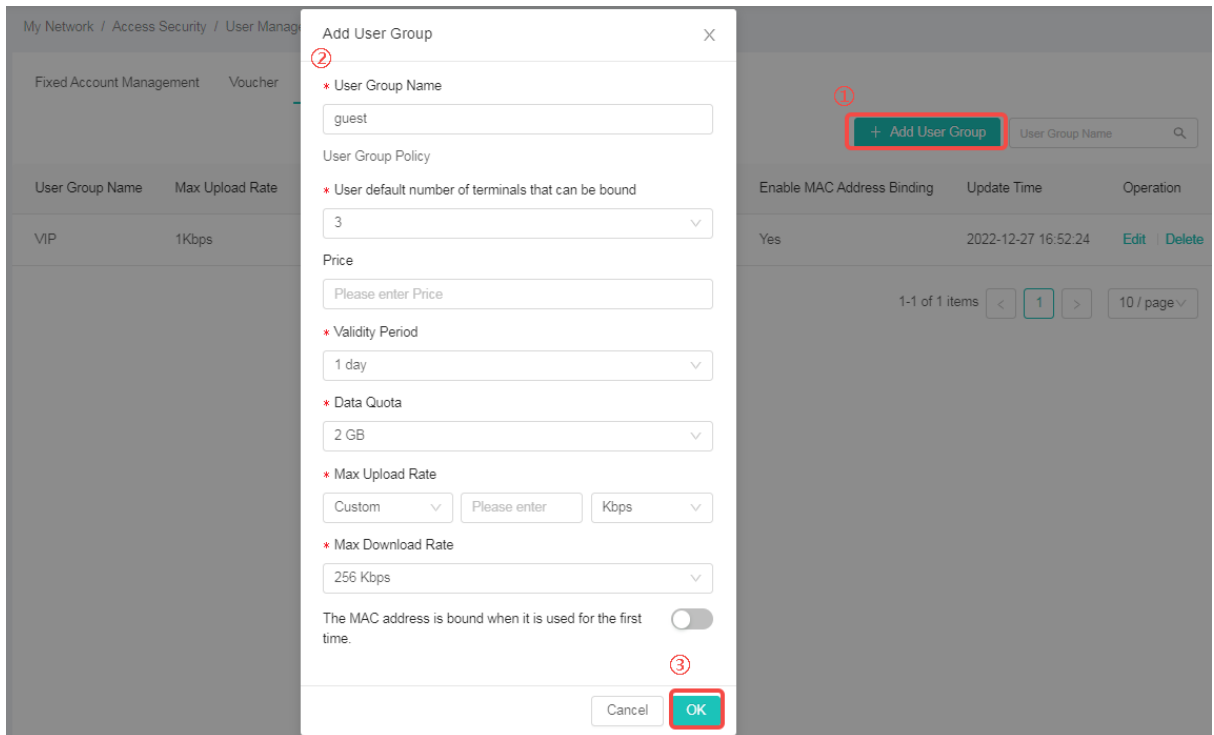 My Network / Access Security / User Manage
Add User Group
②
Fixed Account Management
Voucher
* User Group Name
guest
①
+ Add User Group
User Group Name
User Group Policy
User Group Name
Max Upload Rate
* User default number of terminals that can be bound
Enable MAC Address Binding
Update Time
Operation
3
VIP
1Kbps
Yes
2022-12-27 16:52:24
Edit
Delete
Price
Please enter Price
1-1 of 1 items
<
1
>
10 / page
* Validity Period
1 day
* Data Quota
2 GB
* Max Upload Rate
Custom
Please enter
Kbps
* Max Download Rate
256 Kbps
The MAC address is bound when it is used for the first
time.
③
Cancel
OK